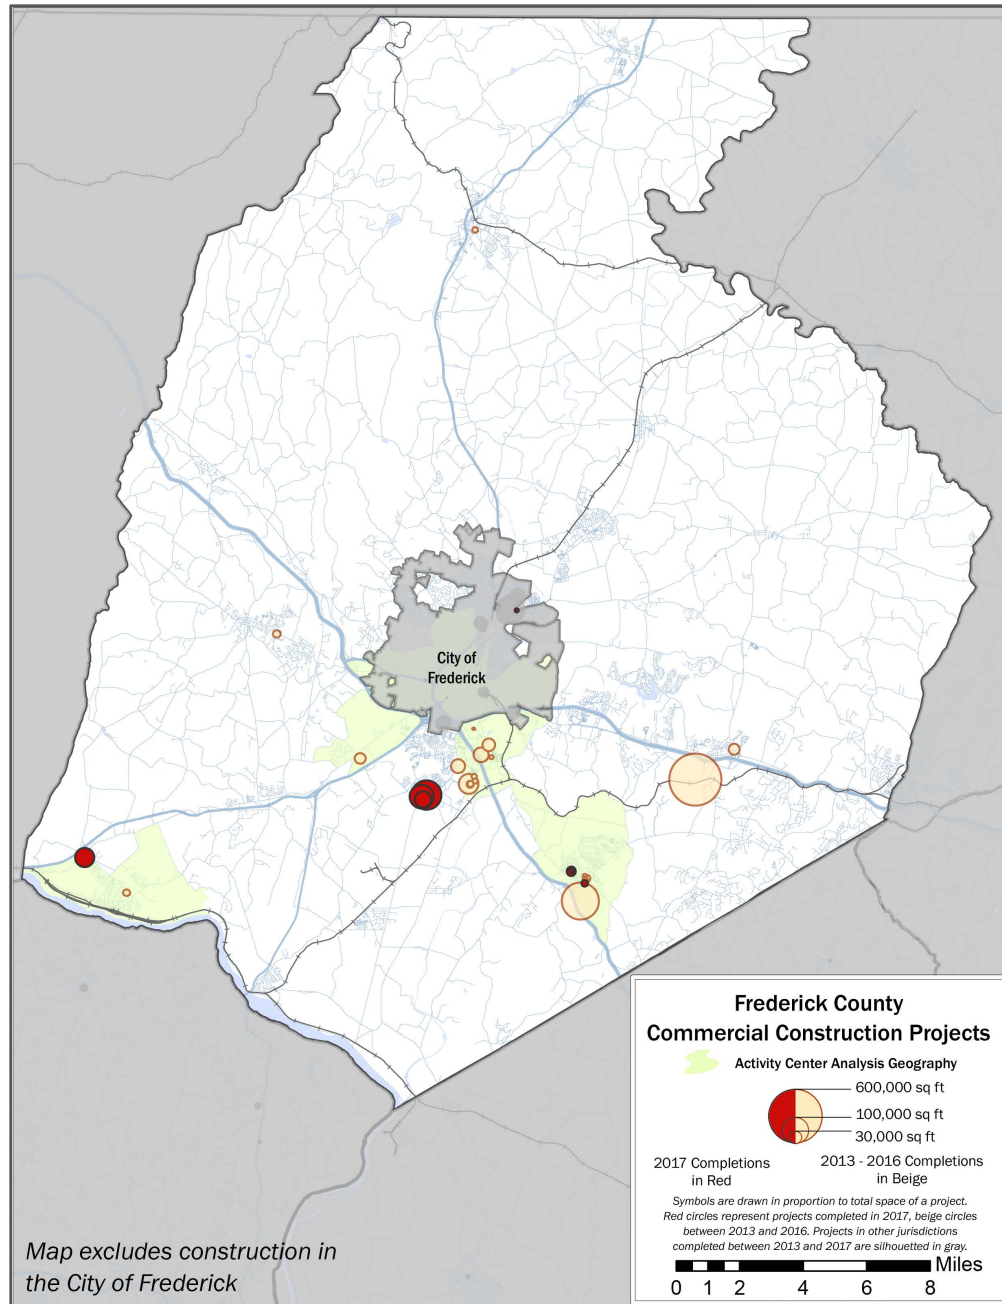 City of
Frederick
Frederick County
Commercial Construction Projects
Activity Center Analysis Geography
600,000 sq ft
100,000 sq ft
30,000 sq ft
2017 Completions
in Red
2013 - 2016 Completions
in Beige
Symbols are drawn in proportion to total space of a project.
Red circles represent projects completed in 2017, beige circles
between 2013 and 2016. Projects in other jurisdictions
completed between 2013 and 2017 are silhouetted in gray.
Miles
0 1 2 4 6 8
Map excludes construction in
the City of Frederick